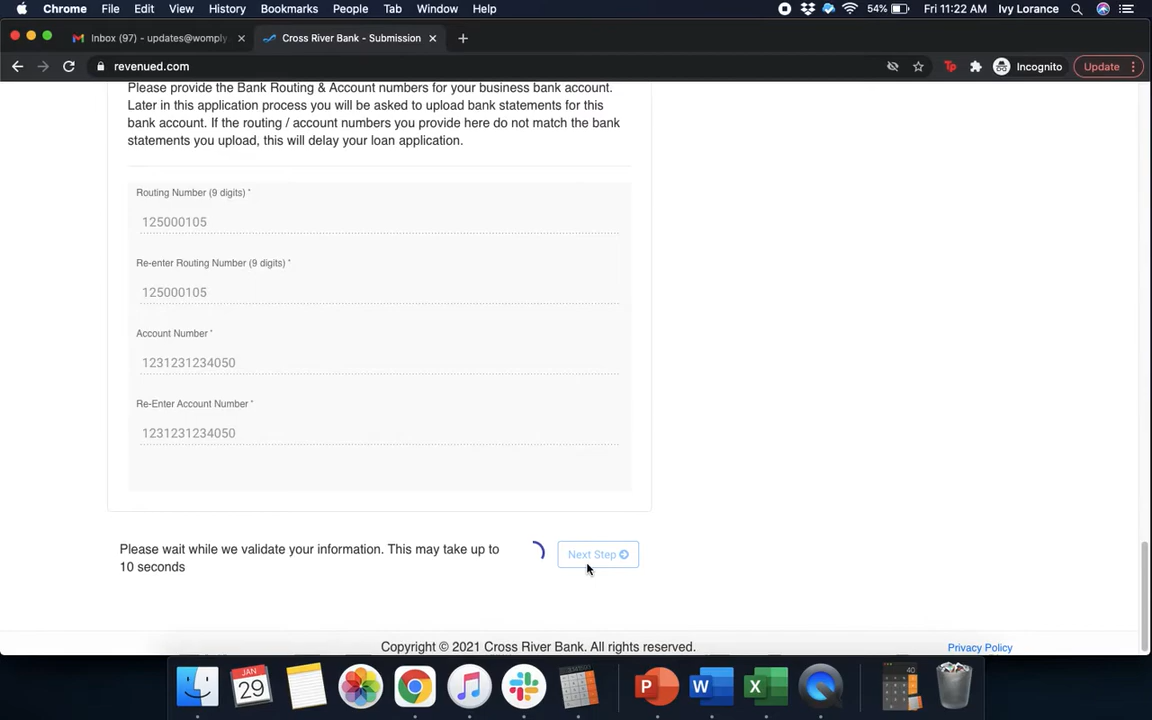 Chrome File Edit View History Bookmarks People Tab Window Help 54% Fri 11:22 AM Ivy Lorance
Inbox (97) - updates@womply. Cross River Bank - Submission
revenued.com Incognito Update
Please provide the Bank Routing & Account numbers for your business bank account.
Later in this application process you will be asked to upload bank statements for this
bank account. If the routing / account numbers you provide here do not match the bank
statements you upload, this will delay your loan application.
Routing Number (9 digits) *
125000105
Re-enter Routing Number (9 digits) *
125000105
Account Number *
1231231234050
Re-Enter Account Number *
1231231234050
Please wait while we validate your information. This may take up to
10 seconds
Next Step
Copyright © 2021 Cross River Bank. All rights reserved.
Privacy Policy
JAN
29
P W X
40